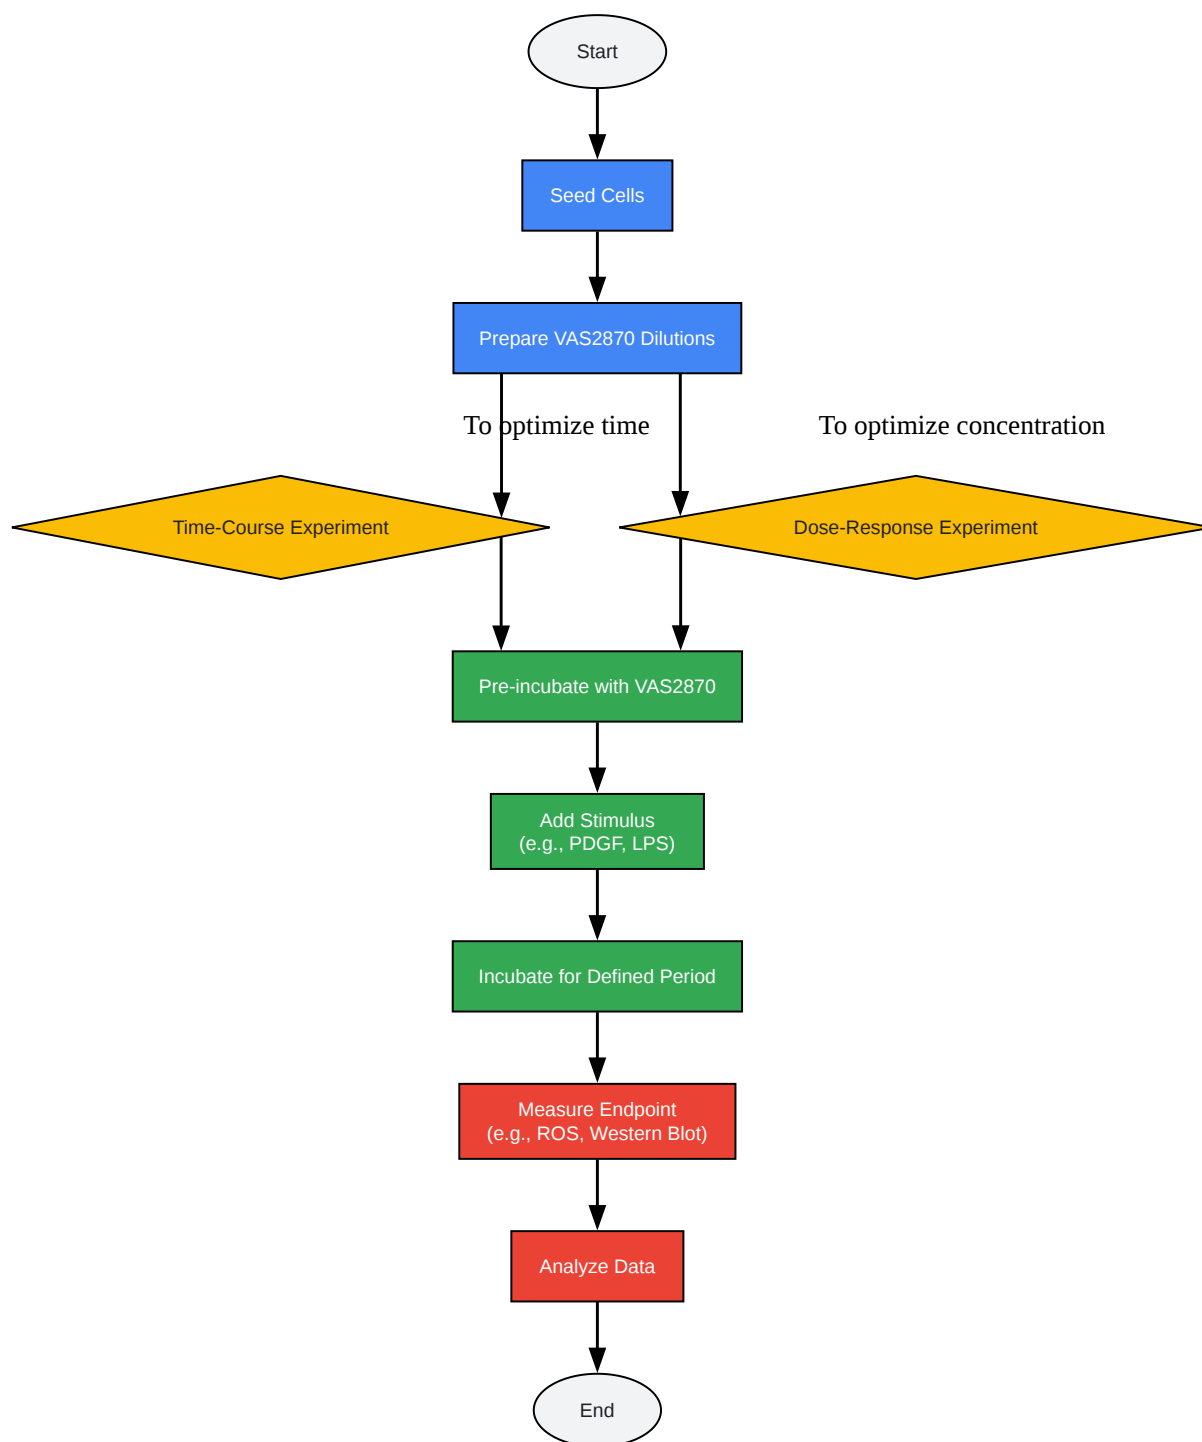 Start
Seed Cells
Prepare VAS2870 Dilutions
To optimize time
To optimize concentration
Time-Course Experiment
Dose-Response Experiment
Pre-incubate with VAS2870
Add Stimulus
(e.g., PDGF, LPS)
Incubate for Defined Period
Measure Endpoint
(e.g., ROS, Western Blot)
Analyze Data
End